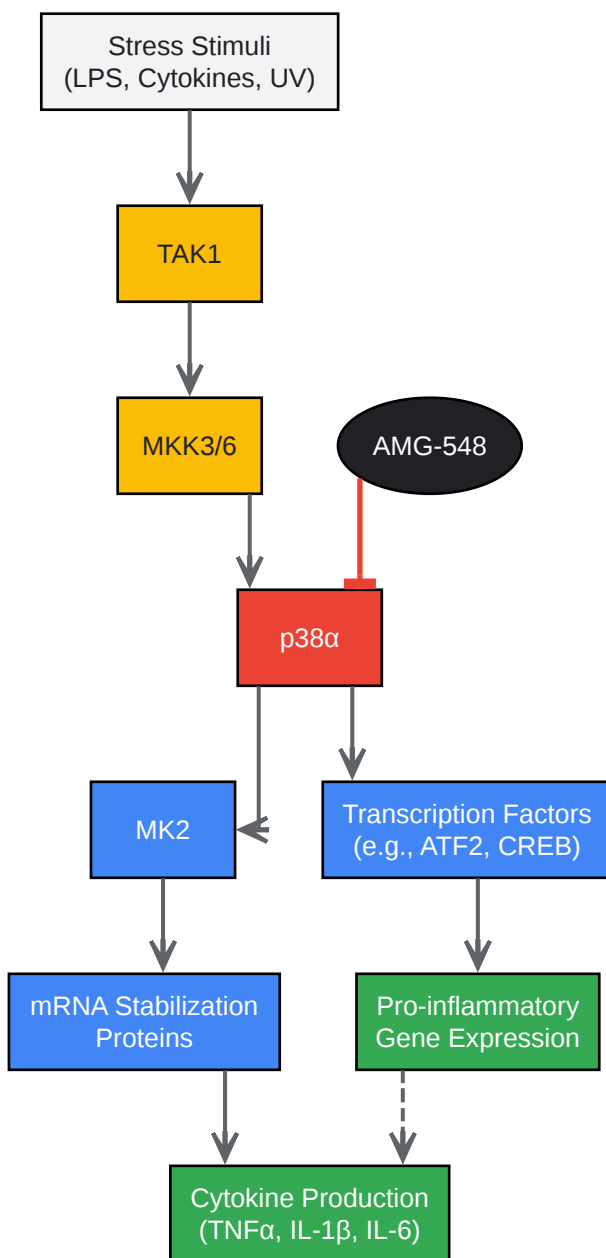 Stress Stimuli
(LPS, Cytokines, UV)
TAK1
MKK3/6
AMG-548
p38α
MK2
Transcription Factors
(e.g., ATF2, CREB)
mRNA Stabilization
Proteins
Pro-inflammatory
Gene Expression
Cytokine Production
(TNFα, IL-1β, IL-6)